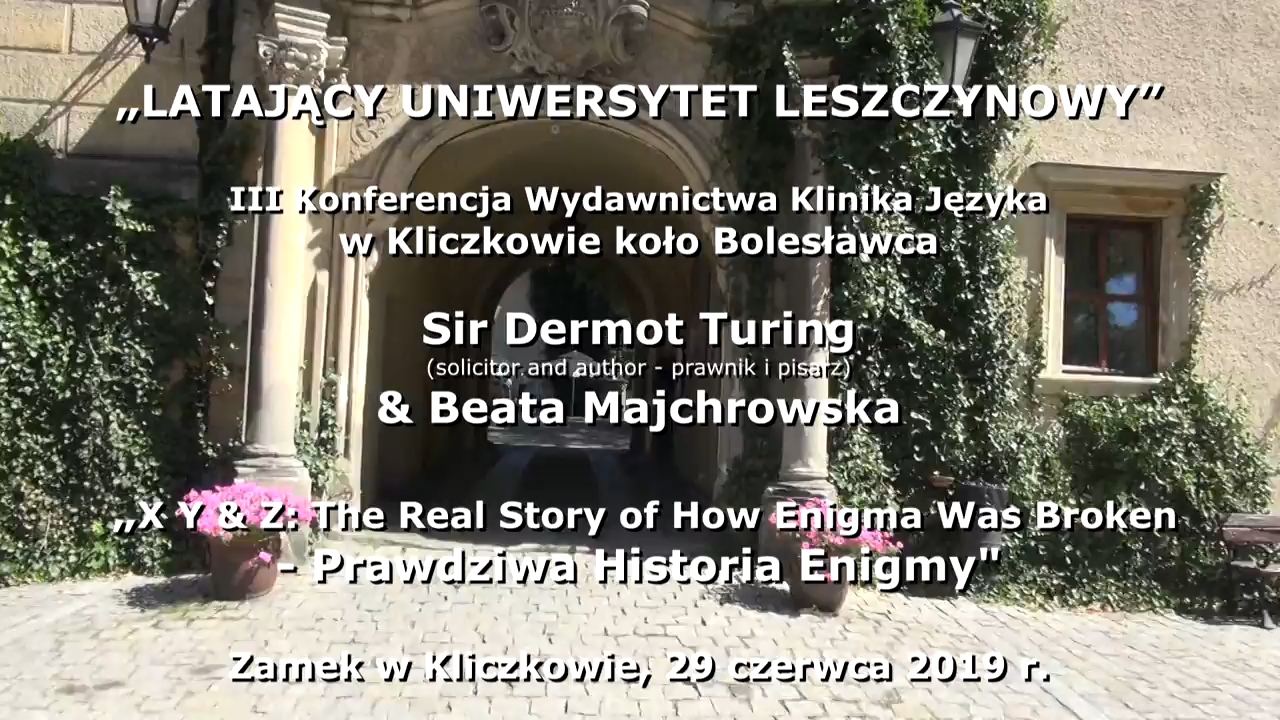 „LATAJĄCY UNIWERSYTET LESZCZYNOWY”
III Konferencja Wydawnictwa Klinika Języka
w Kliczkowie koło Bolesławca
Sir Dermot Turing
(solicitor and author - prawnik i pisarz)
& Beata Majchrowska
„X Y & Z: The Real Story of How Enigma Was Broken
- Prawdziwa Historia Enigmy"
Zamek w Kliczkowie, 29 czerwca 2019 r.